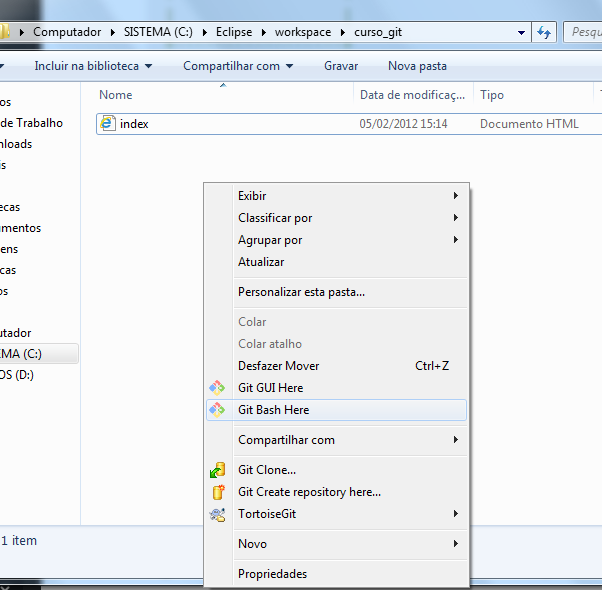 Computador SISTEMA (C:) Eclipse workspace curso_git Pesqu
Incluir na biblioteca Compartilhar com Gravar Nova pasta
Nome Data de modificaç... Tipo
os
de Trabalho
nloads
is
ecas
umentos
ens
cas
os
utador
EMA (C:)
OS (D:)
index 05/02/2012 15:14 Documento HTML
Exibir
Classificar por
Agrupar por
Atualizar
Personalizar esta pasta...
Colar
Colar atalho
Desfazer Mover Ctrl+Z
Git GUI Here
Git Bash Here
Compartilhar com
Git Clone...
Git Create repository here...
TortoiseGit
Novo
Propriedades
1 item